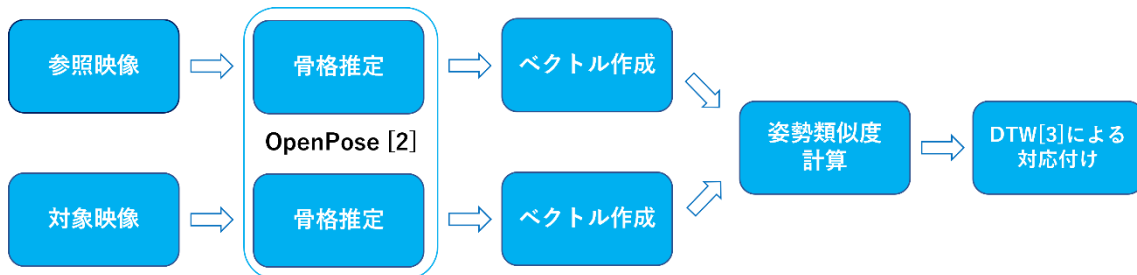 参照映像
骨格推定
ベクトル作成
OpenPose [2]
対象映像
骨格推定
ベクトル作成
姿勢類似度
計算
DTW[3]による
対応付け